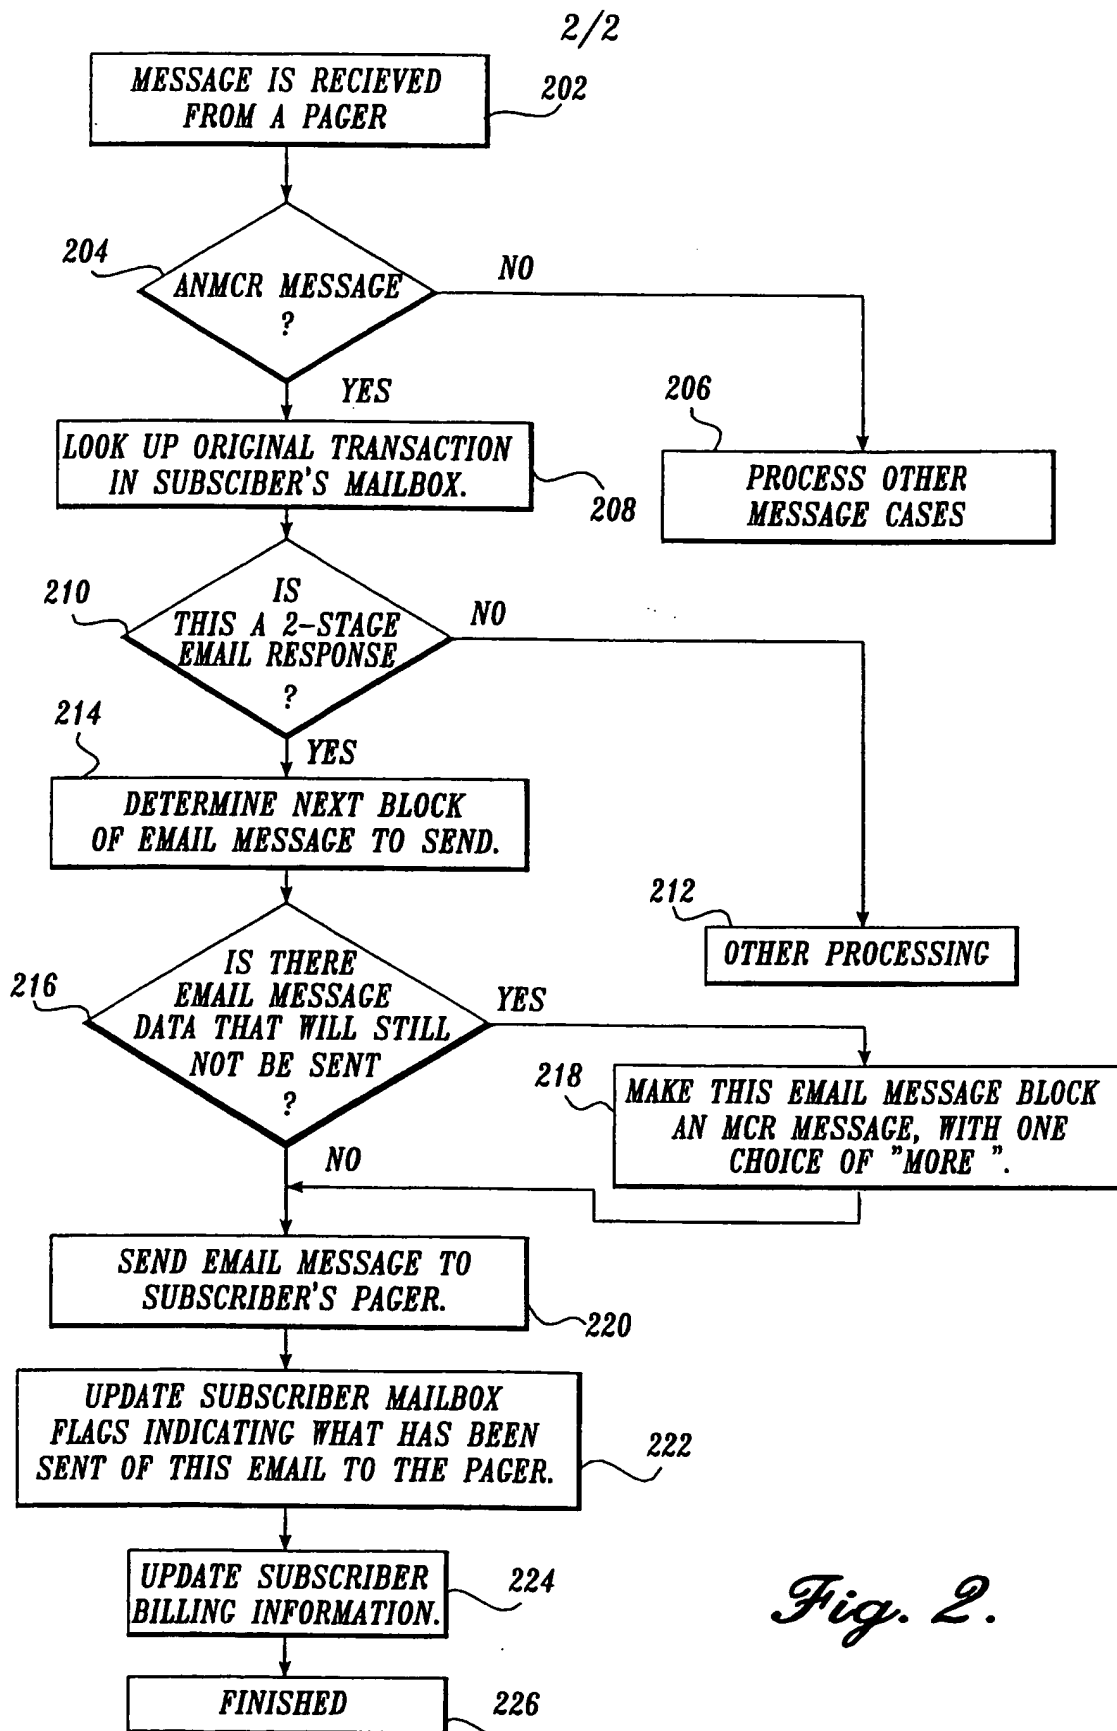 2/2
MESSAGE IS RECIEVED
FROM A PAGER
202
204
ANMCR MESSAGE
?
NO
YES
206
LOOK UP ORIGINAL TRANSACTION
IN SUBSCIBER'S MAILBOX.
208
PROCESS OTHER
MESSAGE CASES
210
IS
THIS A 2-STAGE
EMAIL RESPONSE
?
NO
214
YES
DETERMINE NEXT BLOCK
OF EMAIL MESSAGE TO SEND.
212
OTHER PROCESSING
216
IS THERE
EMAIL MESSAGE
DATA THAT WILL STILL
NOT BE SENT
?
YES
218
MAKE THIS EMAIL MESSAGE BLOCK
AN MCR MESSAGE, WITH ONE
CHOICE OF "MORE ".
NO
SEND EMAIL MESSAGE TO
SUBSCRIBER'S PAGER.
220
UPDATE SUBSCRIBER MAILBOX
FLAGS INDICATING WHAT HAS BEEN
SENT OF THIS EMAIL TO THE PAGER.
222
UPDATE SUBSCRIBER
BILLING INFORMATION.
224
Fig. 2.
FINISHED
226